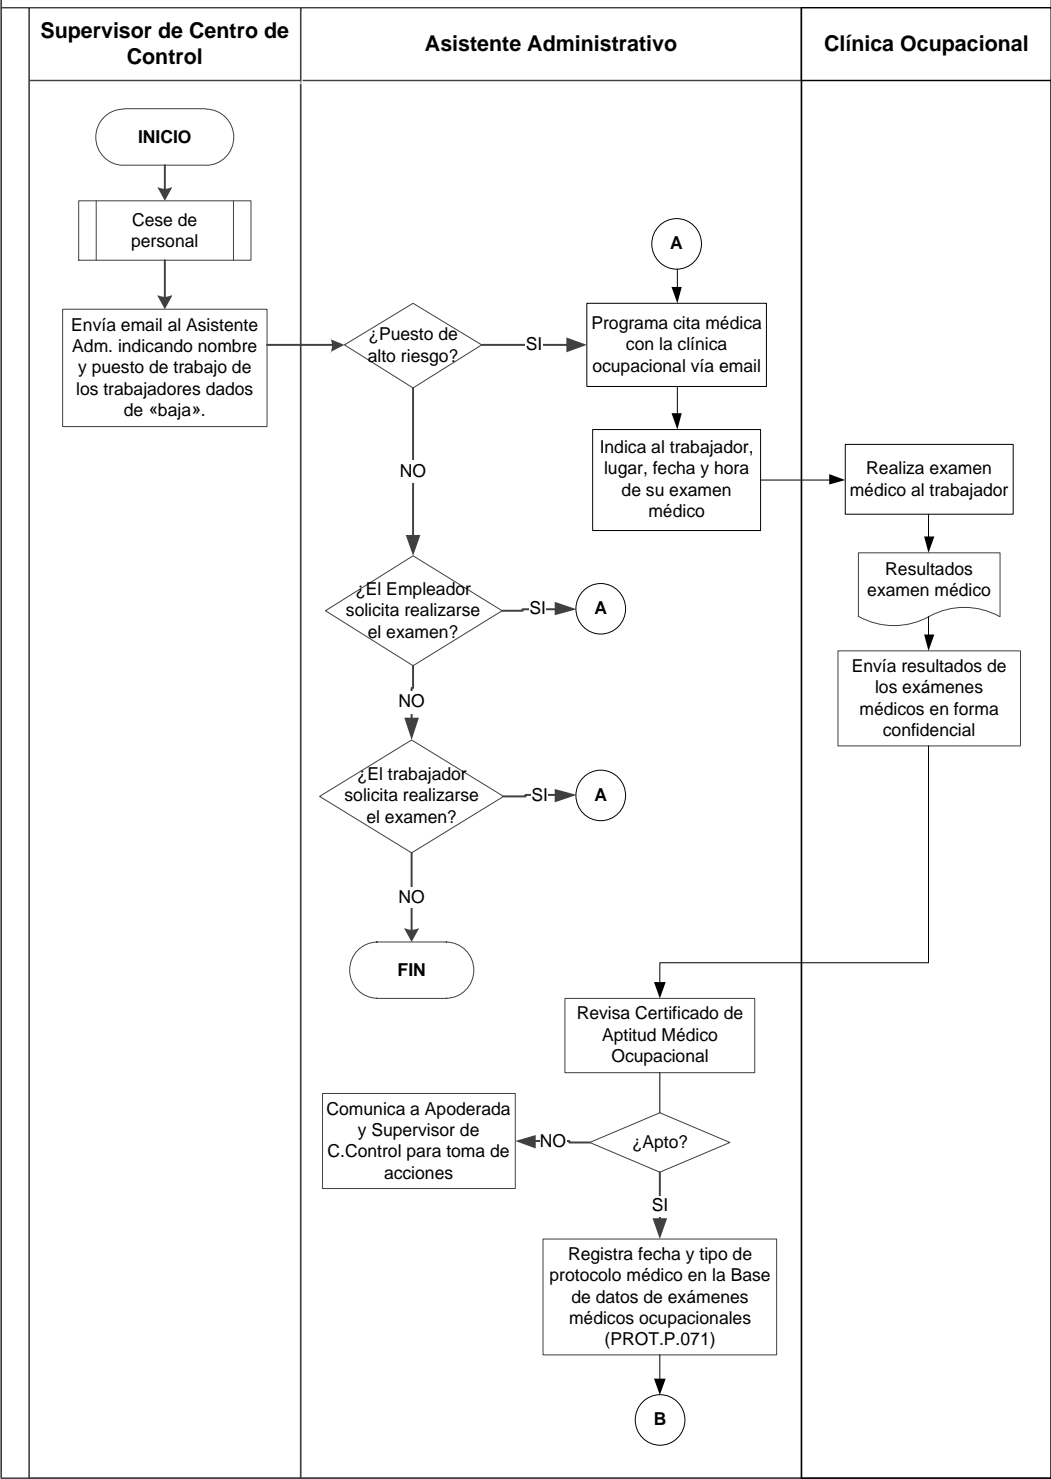 Supervisor de Centro de
Control
Asistente Administrativo
Clínica Ocupacional
INICIO
Cese de
personal
Envía email al Asistente
Adm. indicando nombre
y puesto de trabajo de
los trabajadores dados
de «baja».
¿Puesto de
alto riesgo?
SI
NO
A
Programa cita médica
con la clínica
ocupacional vía email
Indica al trabajador,
lugar, fecha y hora
de su examen
médico
Realiza examen
médico al trabajador
Resultados
examen médico
Envía resultados de
los exámenes
médicos en forma
confidencial
¿El Empleador
solicita realizarse
el examen?
SI
A
NO
¿El trabajador
solicita realizarse
el examen?
SI
A
NO
FIN
Revisa Certificado de
Aptitud Médico
Ocupacional
¿Apto?
NO
Comunica a Apoderada
y Supervisor de
C.Control para toma de
acciones
SI
Registra fecha y tipo de
protocolo médico en la Base
de datos de exámenes
médicos ocupacionales
(PROT.P.071)
B